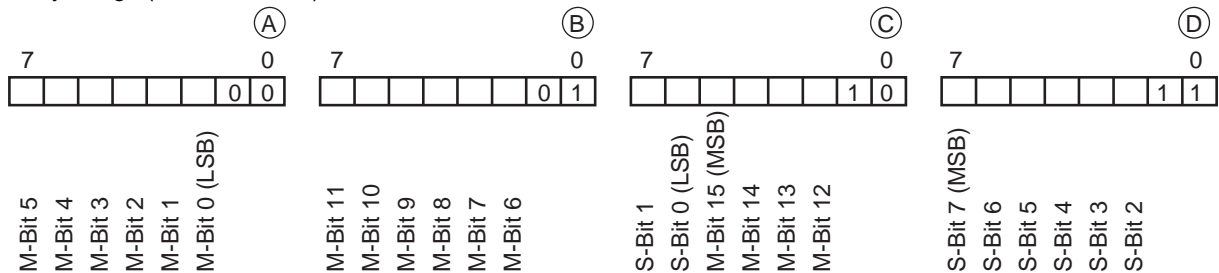 A B C D
7 0 7 0 7 0 7 0
0 0 0 1 1 0 1 1
M-Bit 5
M-Bit 4
M-Bit 3
M-Bit 2
M-Bit 1
M-Bit 0 (LSB)
M-Bit 11
M-Bit 10
M-Bit 9
M-Bit 8
M-Bit 7
M-Bit 6
S-Bit 1
S-Bit 0 (LSB)
M-Bit 15 (MSB)
M-Bit 14
M-Bit 13
M-Bit 12
S-Bit 7 (MSB)
S-Bit 6
S-Bit 5
S-Bit 4
S-Bit 3
S-Bit 2